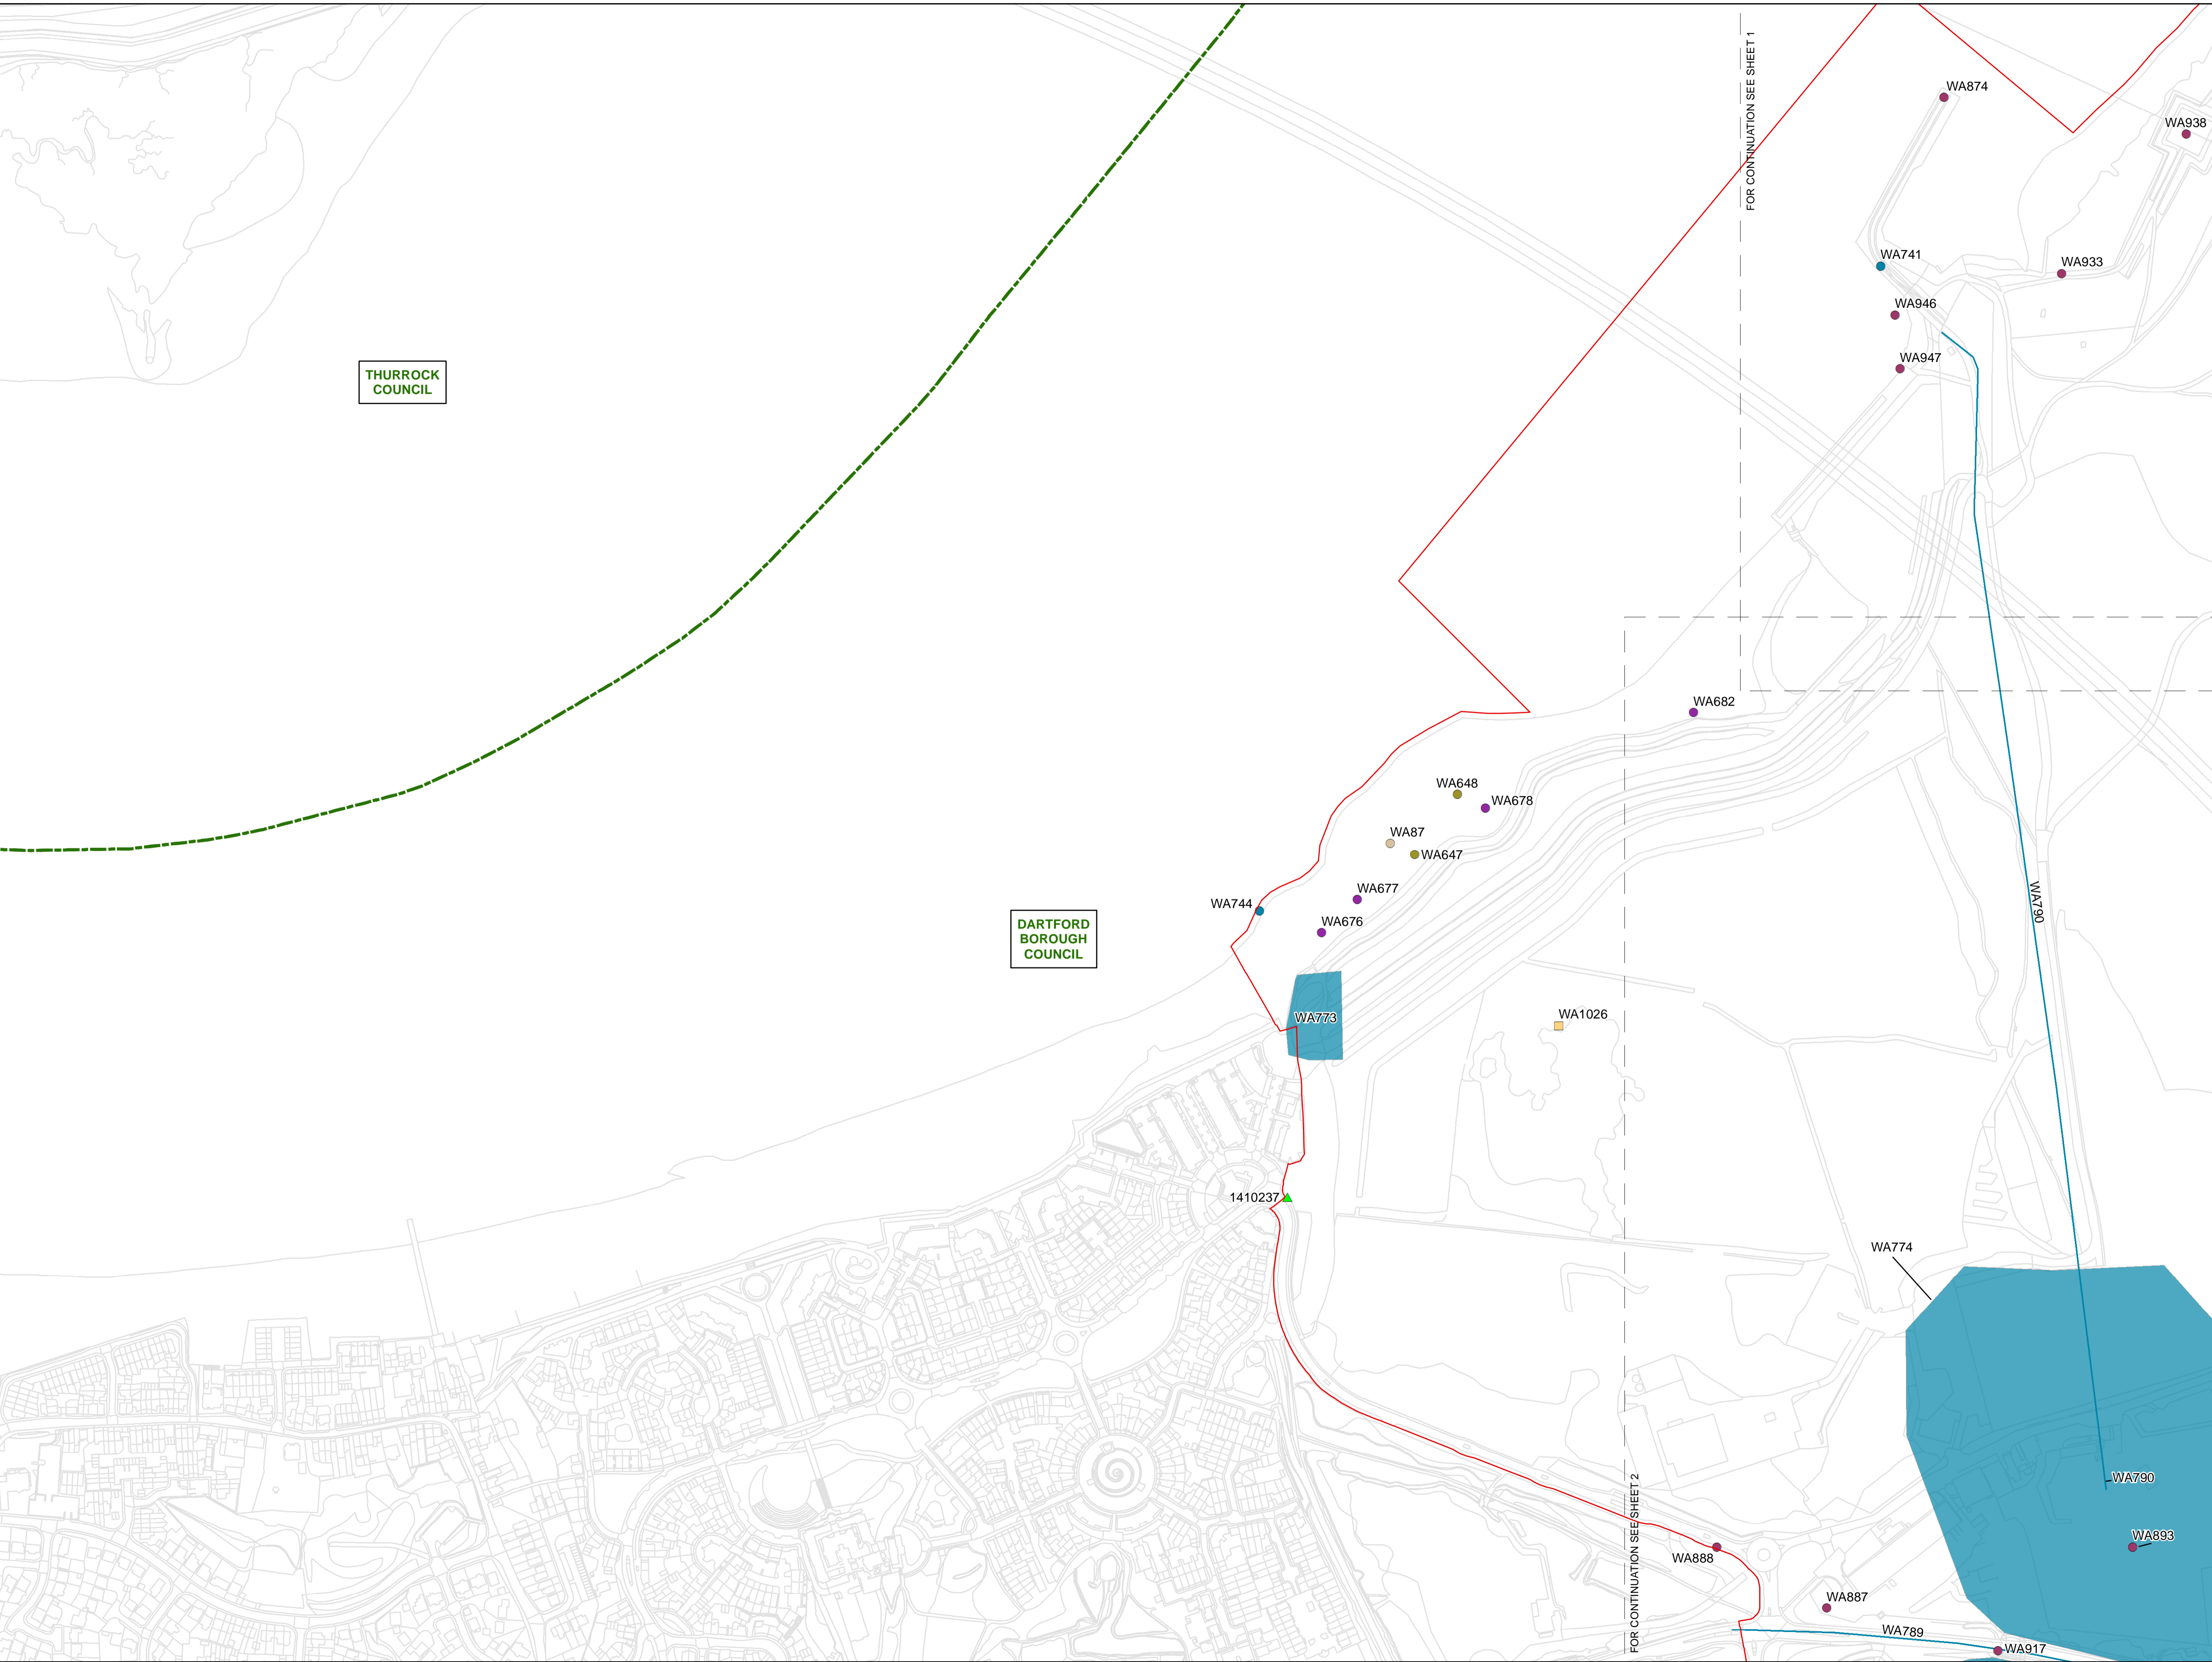 FOR CONTINUATION SEE SHEET 1
WA874
WA938
WA741
WA933
WA946
WA947
THURROCK
COUNCIL
WA682
WA648
WA678
WA87
WA647
WA677
WA744
WA676
DARTFORD
BOROUGH
COUNCIL
WA790
WA773
WA1026
1410237
WA774
WA790
FOR CONTINUATION SEE SHEET 2
WA893
WA888
WA887
WA789
WA917